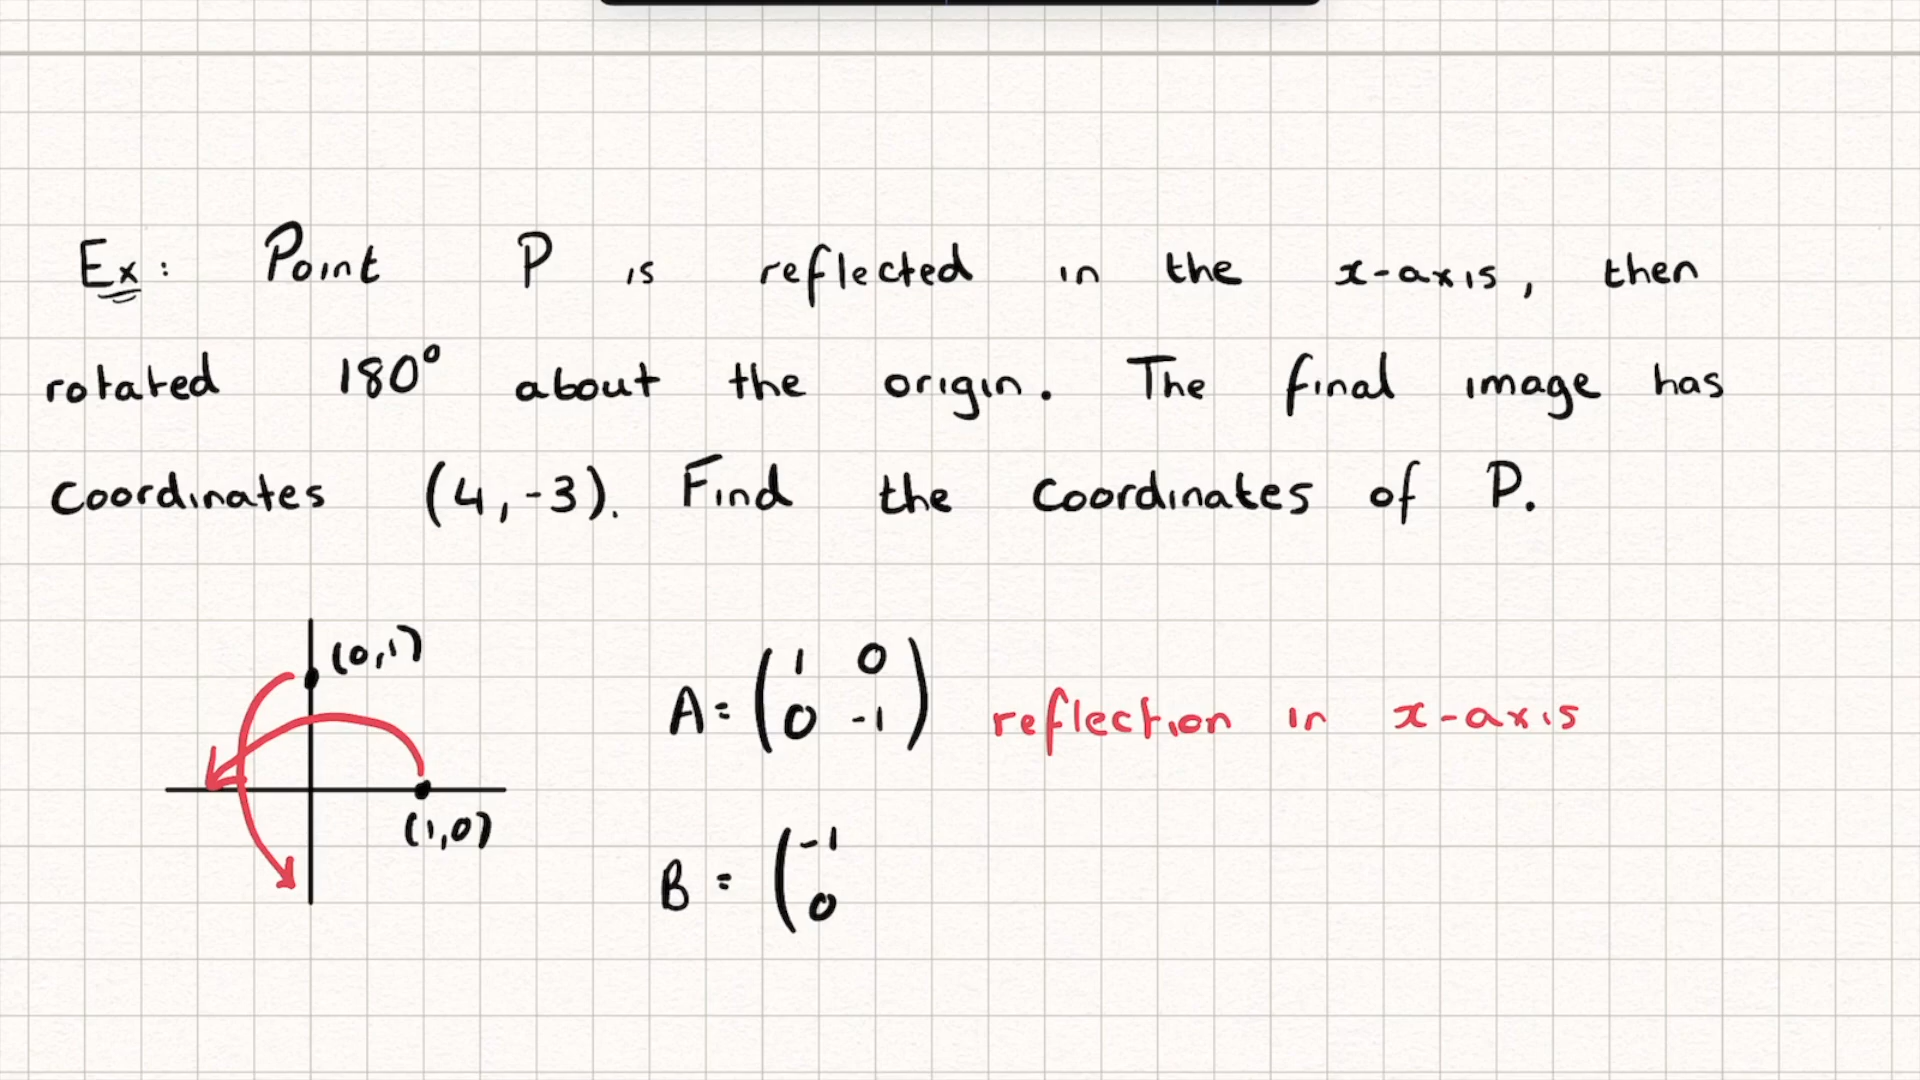 Ex: Point P is reflected in the x-axis, then
rotated 180° about the origin. The final image has
coordinates (4,-3). Find the coordinates of P.
(0,1)
(1,0)
A = ( 1 0
0 -1 ) reflection in x-axis
B = ( -1
0